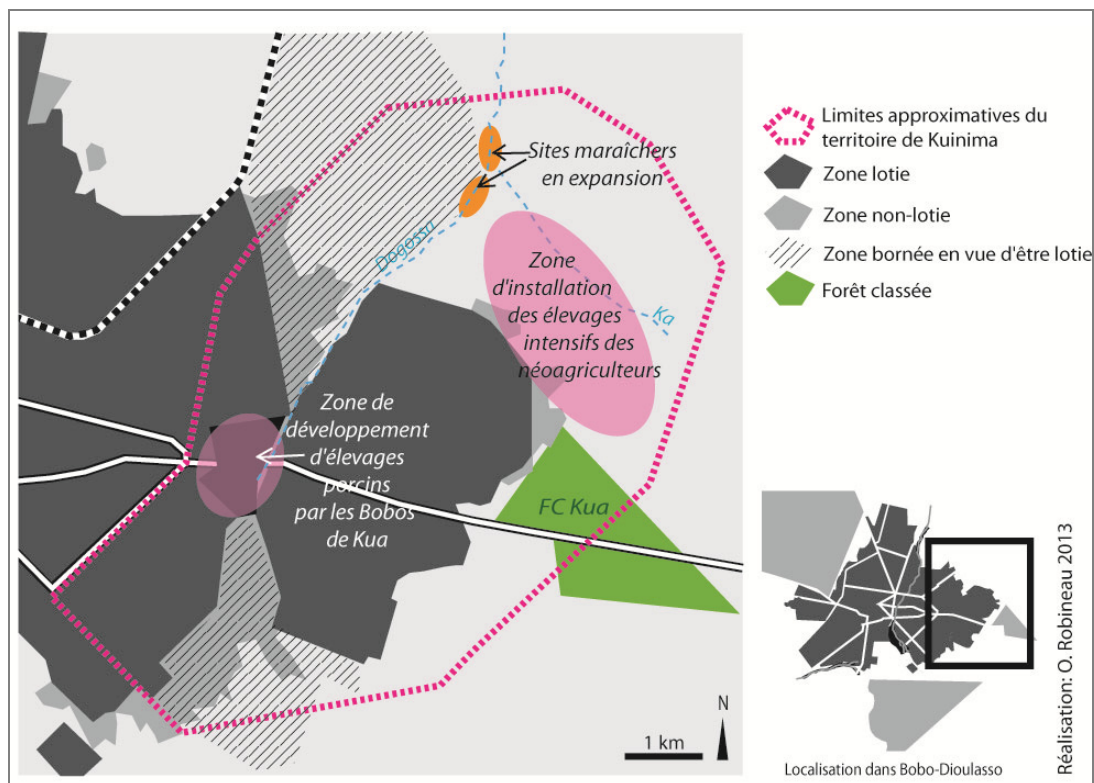 Sites maraîchers
en expansion
Dogossa
Zone
d'installation
des élevages
intensifs des
néoagriculteurs
Ka
Zone de
développement
d'élevages
porcins
par les Bobos
de Kua
FC Kua
N
1 km
Limites approximatives du
territoire de Kuinima
Zone lotie
Zone non-lotie
Zone bornée en vue d'être lotie
Forêt classée
Localisation dans Bobo-Dioulasso
Réalisation: O. Robineau 2013